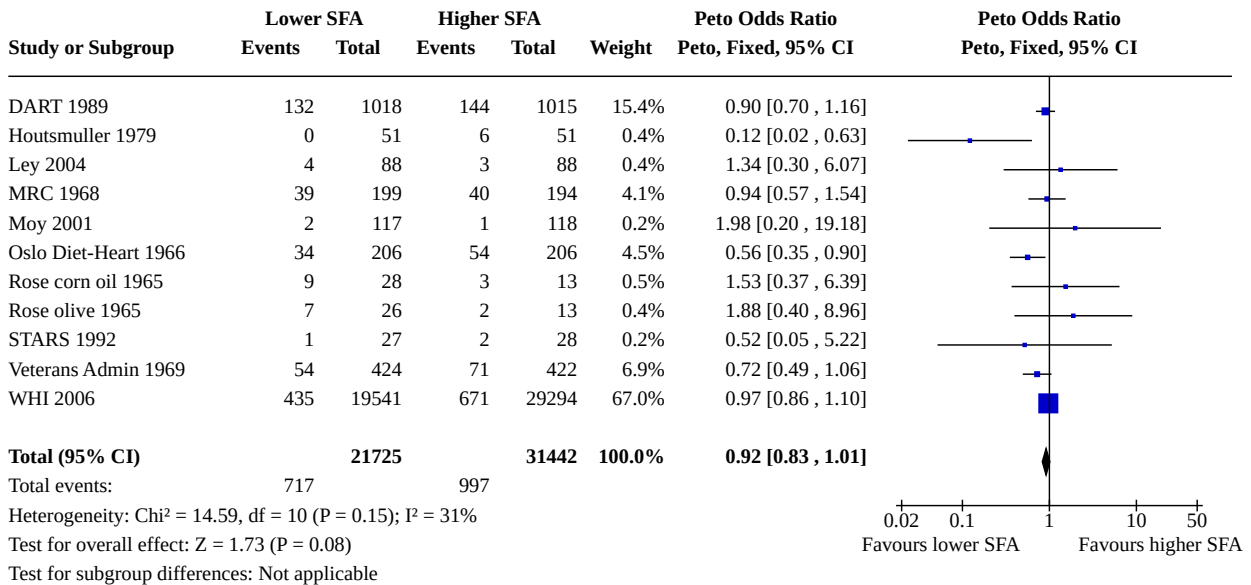 Lower SFA Higher SFA Peto Odds Ratio Peto Odds Ratio
Study or Subgroup Events Total Events Total Weight Peto, Fixed, 95% CI Peto, Fixed, 95% CI
DART 1989 132 1018 144 1015 15.4% 0.90 [0.70 , 1.16]
Houtsmuller 1979 0 51 6 51 0.4% 0.12 [0.02 , 0.63]
Ley 2004 4 88 3 88 0.4% 1.34 [0.30 , 6.07]
MRC 1968 39 199 40 194 4.1% 0.94 [0.57 , 1.54]
Moy 2001 2 117 1 118 0.2% 1.98 [0.20 , 19.18]
Oslo Diet-Heart 1966 34 206 54 206 4.5% 0.56 [0.35 , 0.90]
Rose corn oil 1965 9 28 3 13 0.5% 1.53 [0.37 , 6.39]
Rose olive 1965 7 26 2 13 0.4% 1.88 [0.40 , 8.96]
STARS 1992 1 27 2 28 0.2% 0.52 [0.05 , 5.22]
Veterans Admin 1969 54 424 71 422 6.9% 0.72 [0.49 , 1.06]
WHI 2006 435 19541 671 29294 67.0% 0.97 [0.86 , 1.10]
Total (95% CI) 21725 31442 100.0% 0.92 [0.83 , 1.01]
Total events: 717 997
Heterogeneity: Chi² = 14.59, df = 10 (P = 0.15); I² = 31%
0.02 0.1 1 10 50
Test for overall effect: Z = 1.73 (P = 0.08) Favours lower SFA Favours higher SFA
Test for subgroup differences: Not applicable